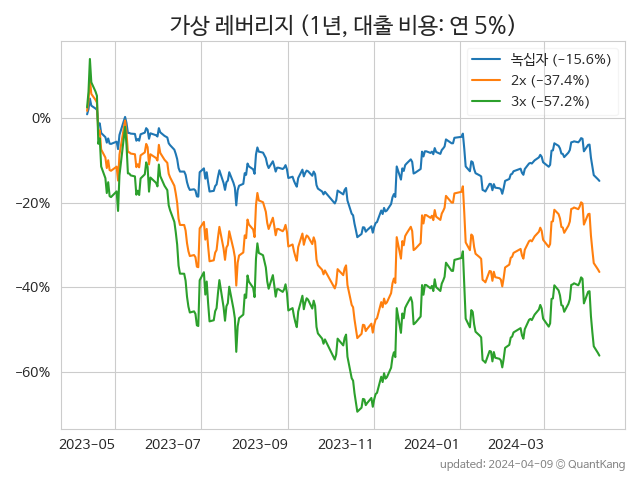 가상 레버리지 (1년, 대출 비용: 연 5%)
녹십자 (-15.6%)
2x (-37.4%)
3x (-57.2%)
0%
-20%
-40%
-60%
2023-05 2023-07 2023-09 2023-11 2024-01 2024-03
updated: 2024-04-09 © QuantKang